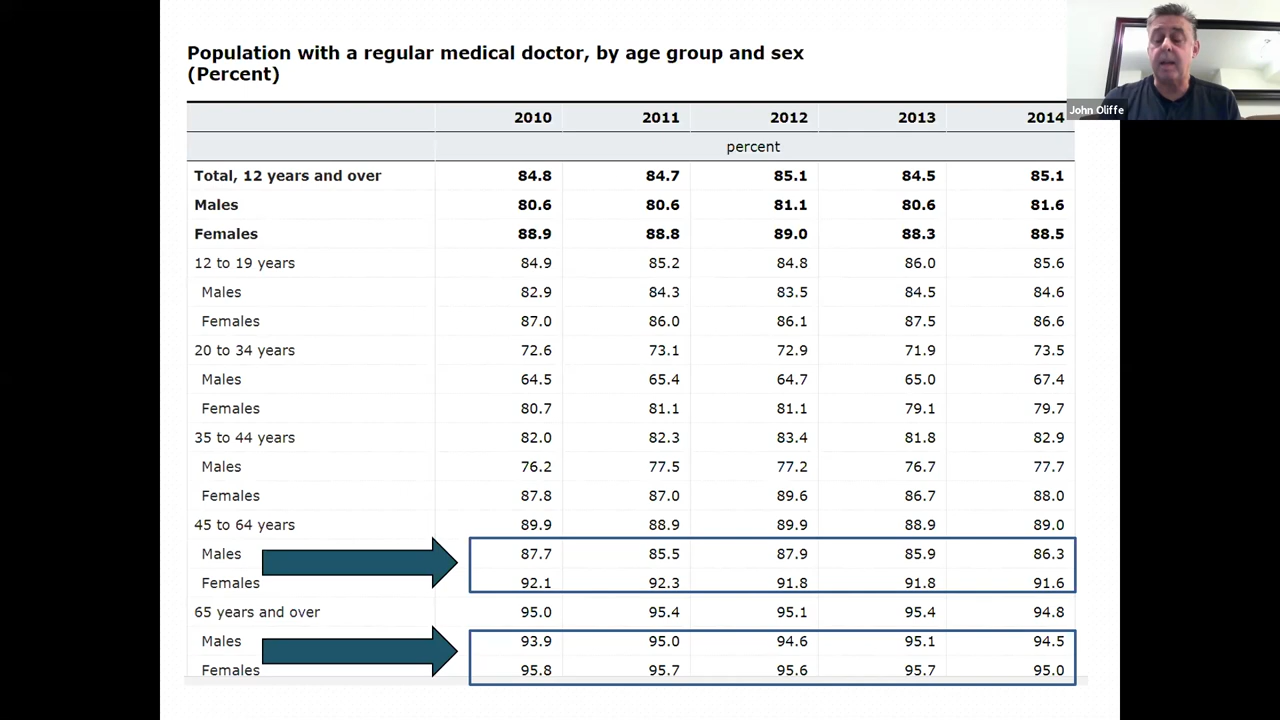 Population with a regular medical doctor, by age group and sex
(Percent)
John Oliffe
2010 2011 2012 2013 2014
percent
Total, 12 years and over 84.8 84.7 85.1 84.5 85.1
Males 80.6 80.6 81.1 80.6 81.6
Females 88.9 88.8 89.0 88.3 88.5
12 to 19 years 84.9 85.2 84.8 86.0 85.6
Males 82.9 84.3 83.5 84.5 84.6
Females 87.0 86.0 86.1 87.5 86.6
20 to 34 years 72.6 73.1 72.9 71.9 73.5
Males 64.5 65.4 64.7 65.0 67.4
Females 80.7 81.1 81.1 79.1 79.7
35 to 44 years 82.0 82.3 83.4 81.8 82.9
Males 76.2 77.5 77.2 76.7 77.7
Females 87.8 87.0 89.6 86.7 88.0
45 to 64 years 89.9 88.9 89.9 88.9 89.0
Males 87.7 85.5 87.9 85.9 86.3
Females 92.1 92.3 91.8 91.8 91.6
65 years and over 95.0 95.4 95.1 95.4 94.8
Males 93.9 95.0 94.6 95.1 94.5
Females 95.8 95.7 95.6 95.7 95.0